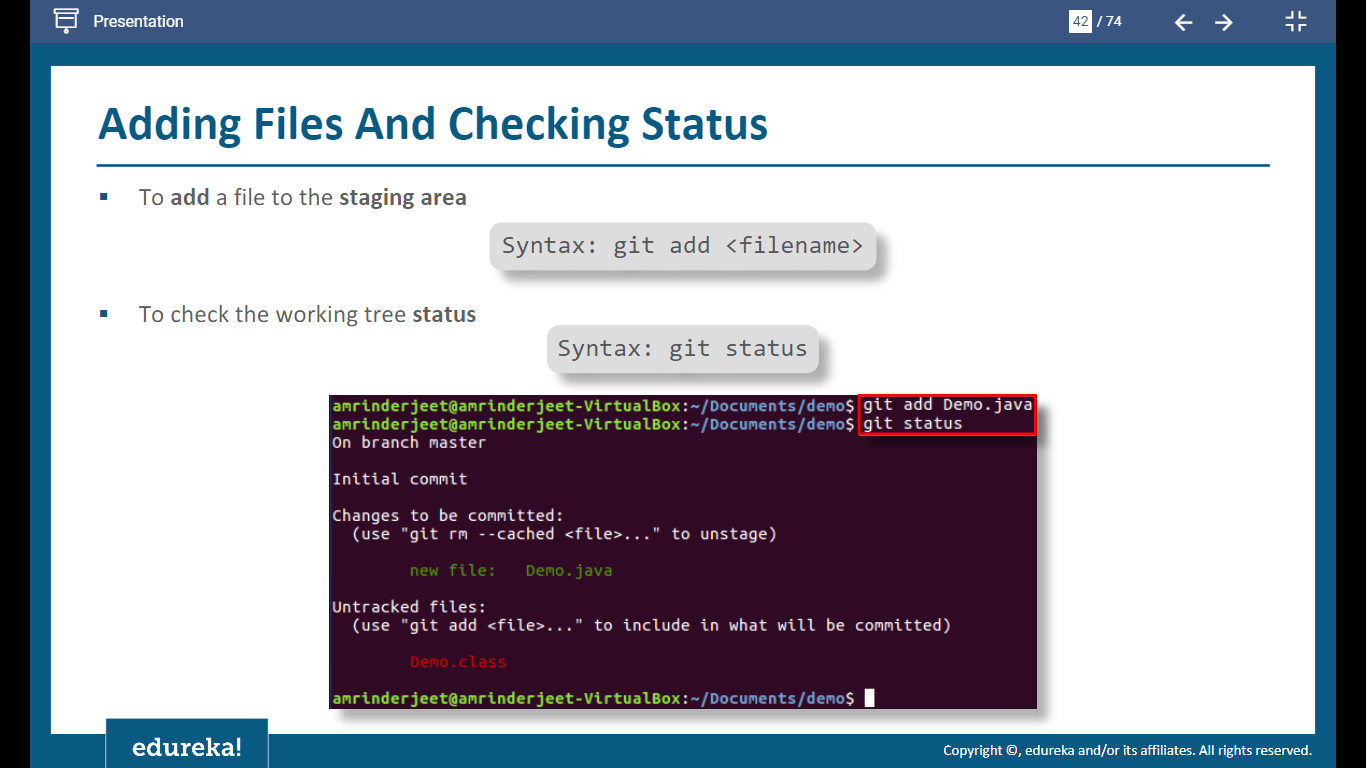 Presentation
42 / 74
Adding Files And Checking Status
▪ To add a file to the staging area
Syntax: git add <filename>
▪ To check the working tree status
Syntax: git status
amrinderjeet@amrinderjeet-VirtualBox:~/Documents/demo$ git add Demo.java
amrinderjeet@amrinderjeet-VirtualBox:~/Documents/demo$ git status
On branch master
Initial commit
Changes to be committed:
(use "git rm --cached <file>..." to unstage)
new file: Demo.java
Untracked files:
(use "git add <file>..." to include in what will be committed)
Demo.class
amrinderjeet@amrinderjeet-VirtualBox:~/Documents/demo$
edureka!
Copyright ©, edureka and/or its affiliates. All rights reserved.